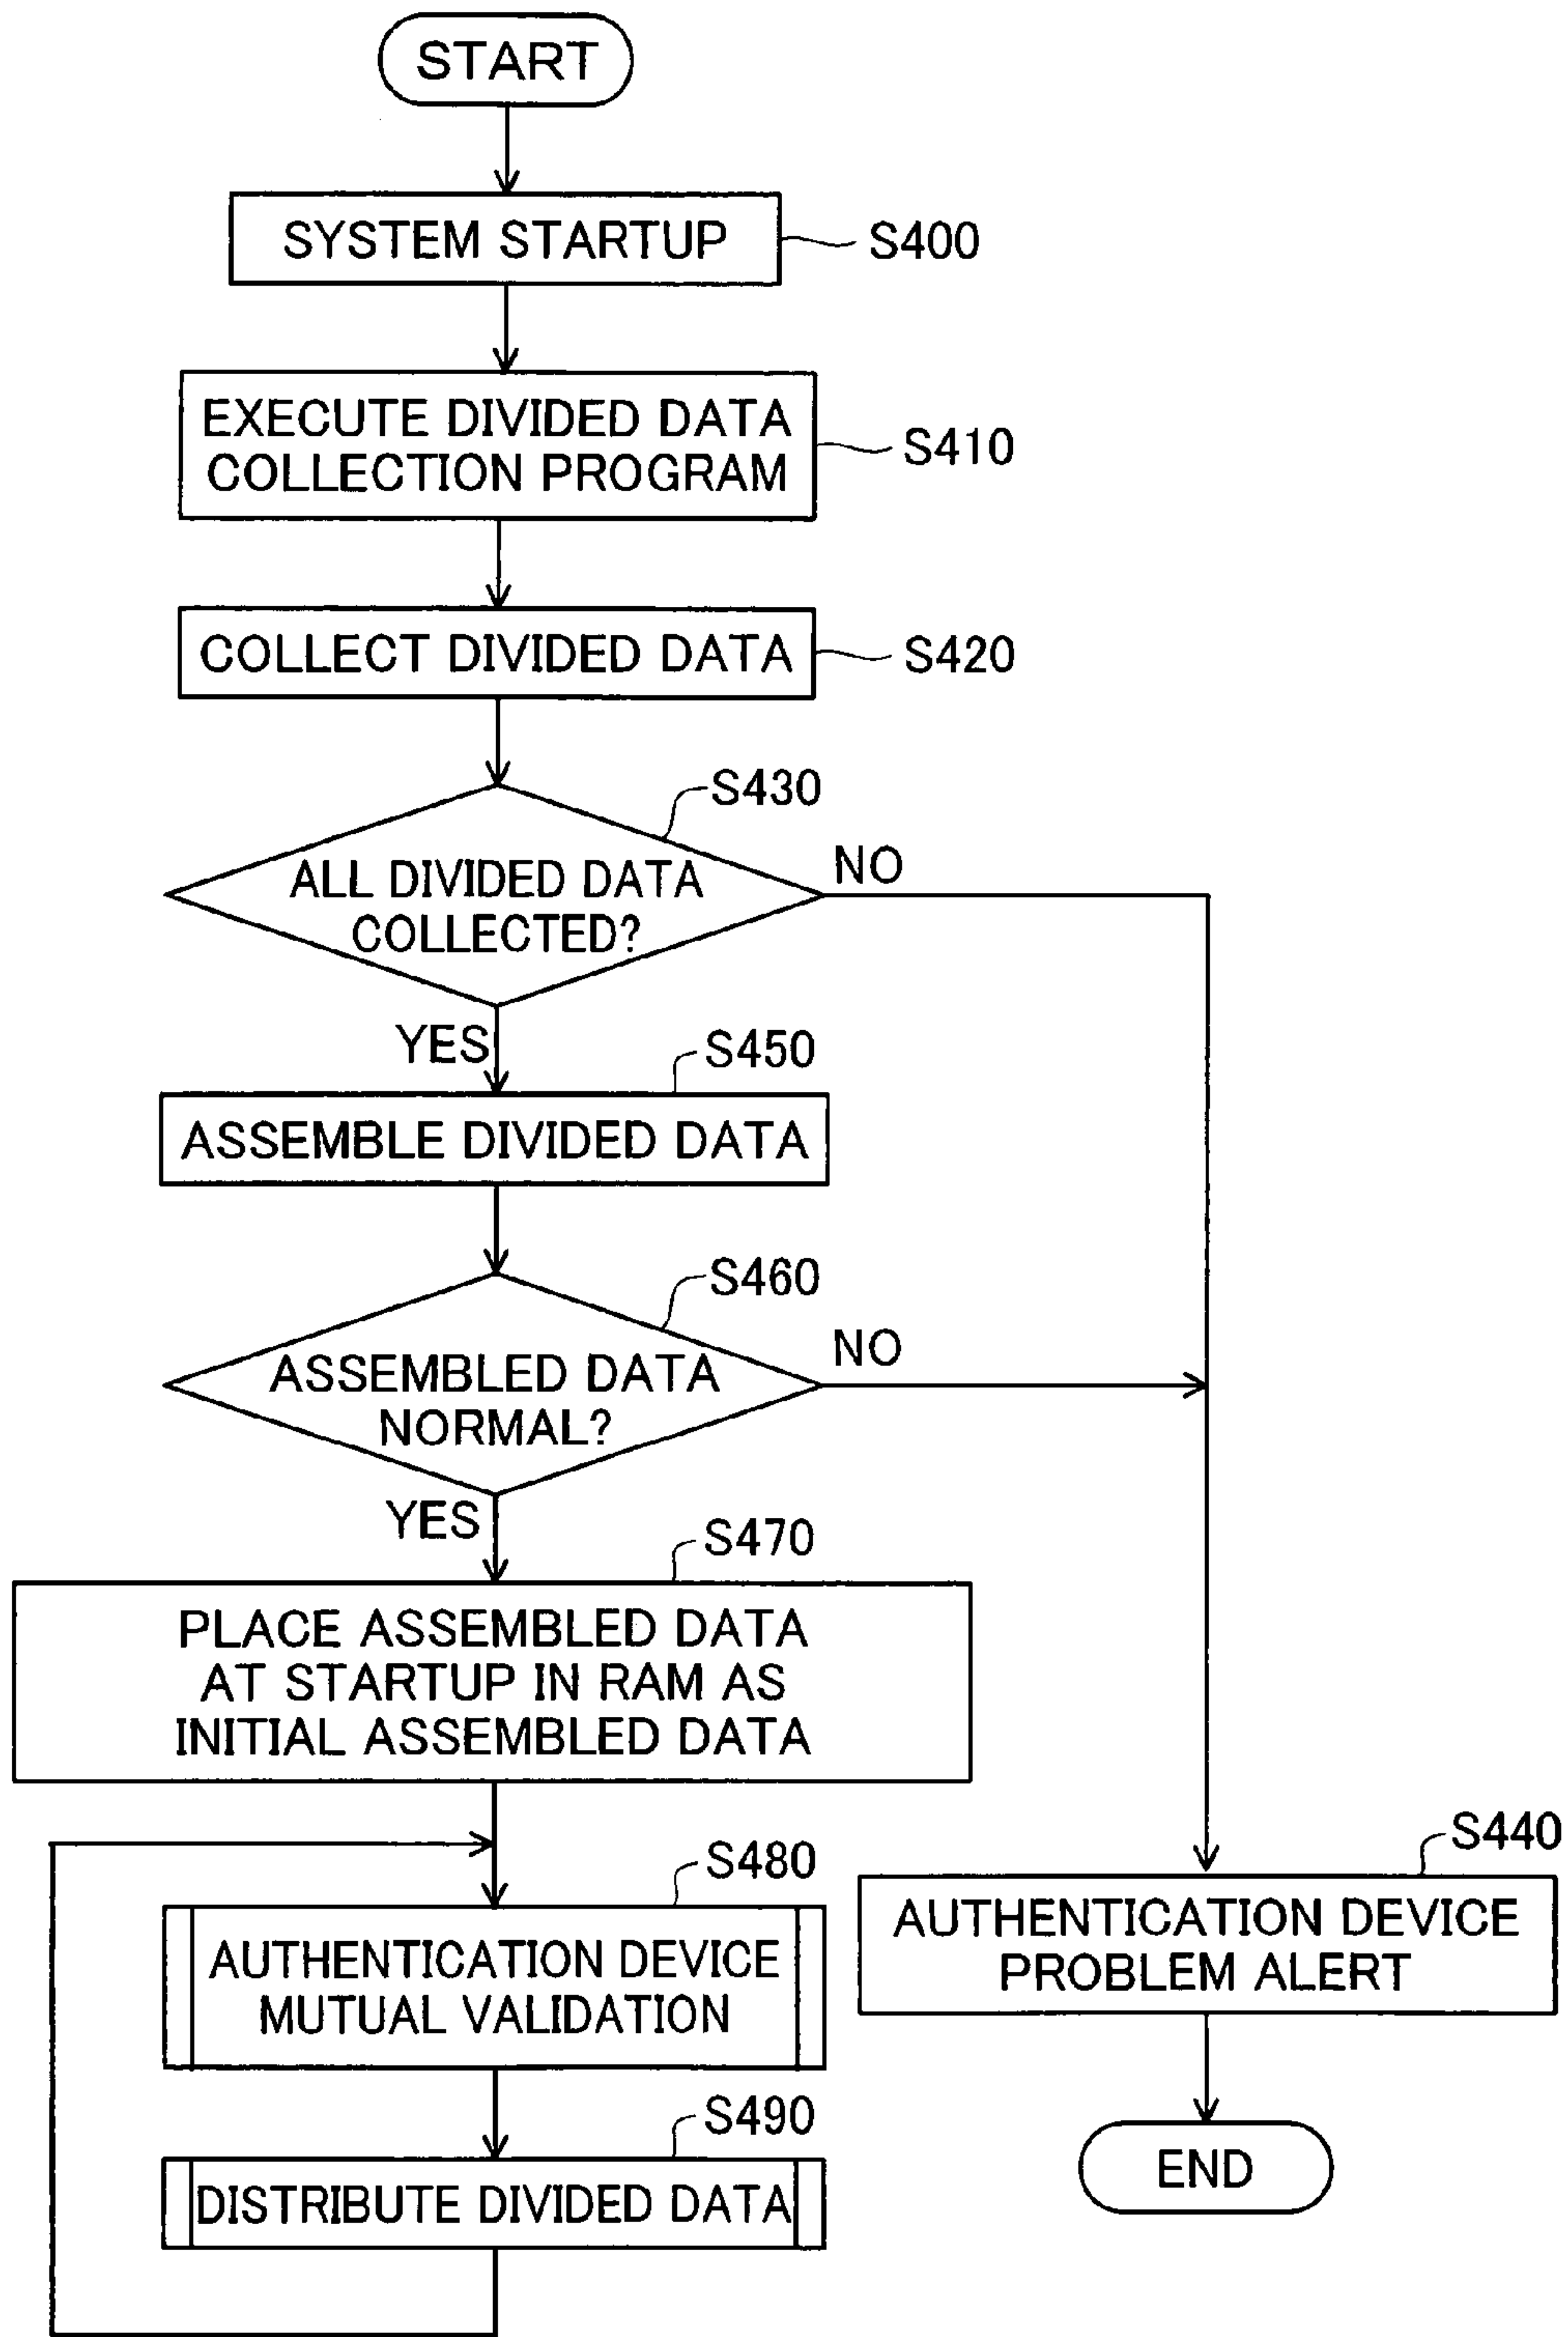 START
SYSTEM STARTUP
S400
EXECUTE DIVIDED DATA
COLLECTION PROGRAM
S410
COLLECT DIVIDED DATA
S420
S430
ALL DIVIDED DATA
COLLECTED?
NO
YES
S450
ASSEMBLE DIVIDED DATA
S460
ASSEMBLED DATA
NORMAL?
NO
YES
S470
PLACE ASSEMBLED DATA
AT STARTUP IN RAM AS
INITIAL ASSEMBLED DATA
S480
AUTHENTICATION DEVICE
MUTUAL VALIDATION
S440
AUTHENTICATION DEVICE
PROBLEM ALERT
S490
DISTRIBUTE DIVIDED DATA
END